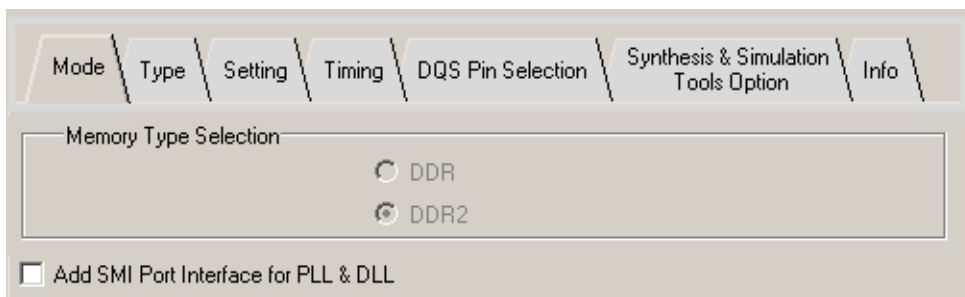 Mode Type Setting Timing DQS Pin Selection Synthesis & Simulation Tools Option Info
Memory Type Selection
DDR
DDR2
Add SMI Port Interface for PLL & DLL